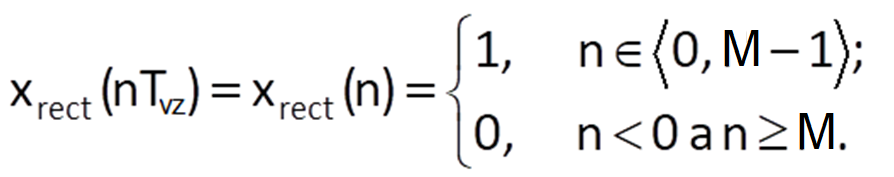 1, n∈⟨0, M−1⟩;
x_rect(nT_vz) = x_rect(n) = {
0, n<0 a n≥M.